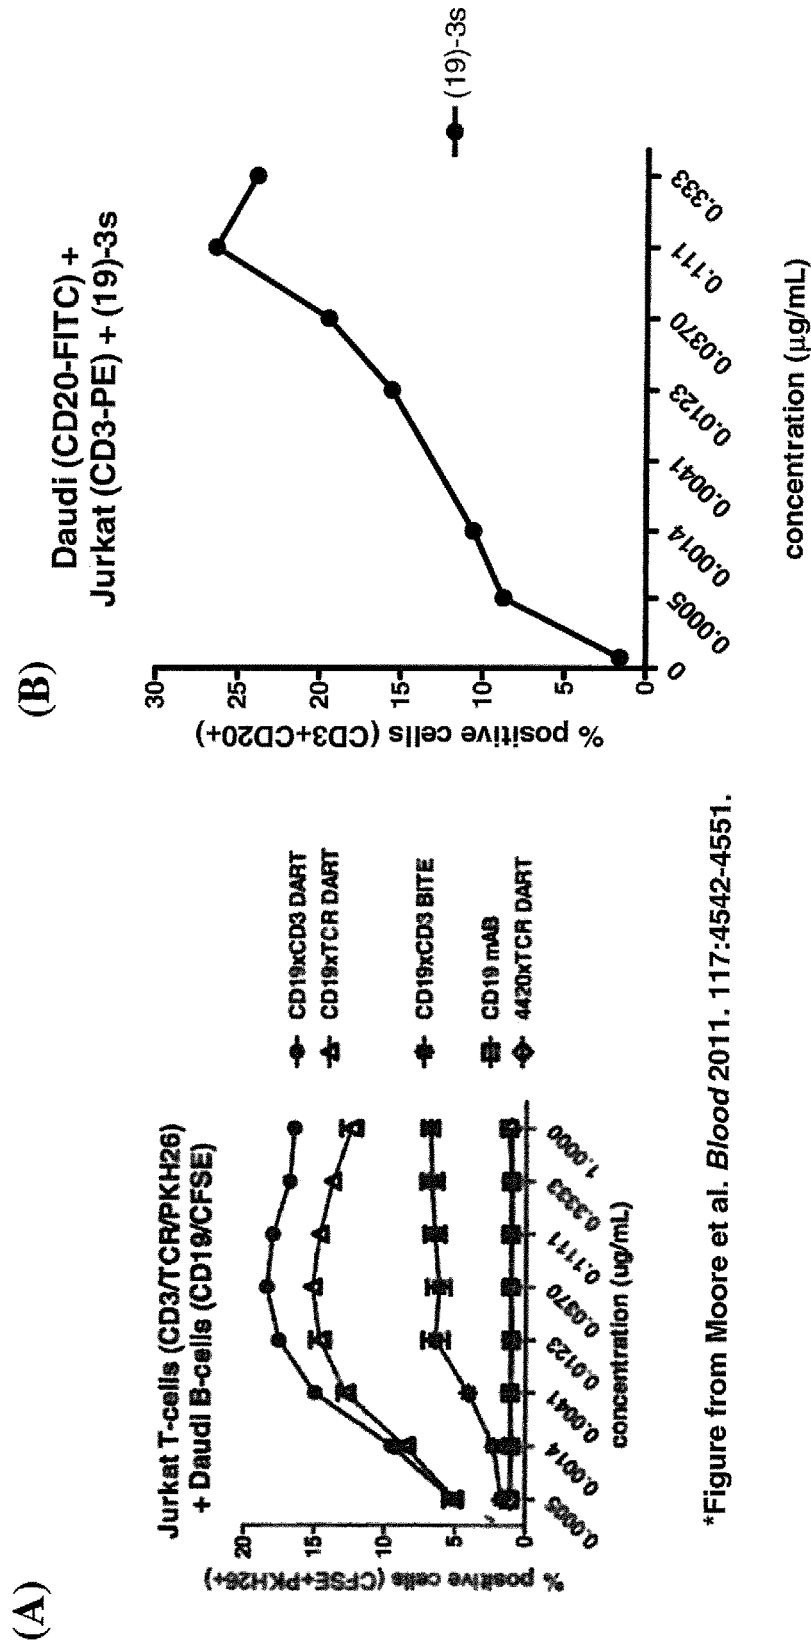 (A)
Jurkat T-cells (CD3/TCR/PKH26)
+ Daudi B-cells (CD19/CFSE)
% positive cells (CFSE+PKH26+)
20
15
10
5
0
0.0005
0.0014
0.0041
0.0123
0.0370
0.1111
0.3333
1.0000
concentration (ug/mL)
CD19xCD3 DART
CD19xTCR DART
CD19xCD3 BITE
CD19 mAB
4420xTCR DART
*Figure from Moore et al. Blood 2011. 117:4542-4551.
(B)
Daudi (CD20-FITC) +
Jurkat (CD3-PE) + (19)-3s
% positive cells (CD3+CD20+)
30
25
20
15
10
5
0
0
0.0005
0.0014
0.0041
0.0123
0.0370
0.111
0.333
concentration (µg/mL)
(19)-3s